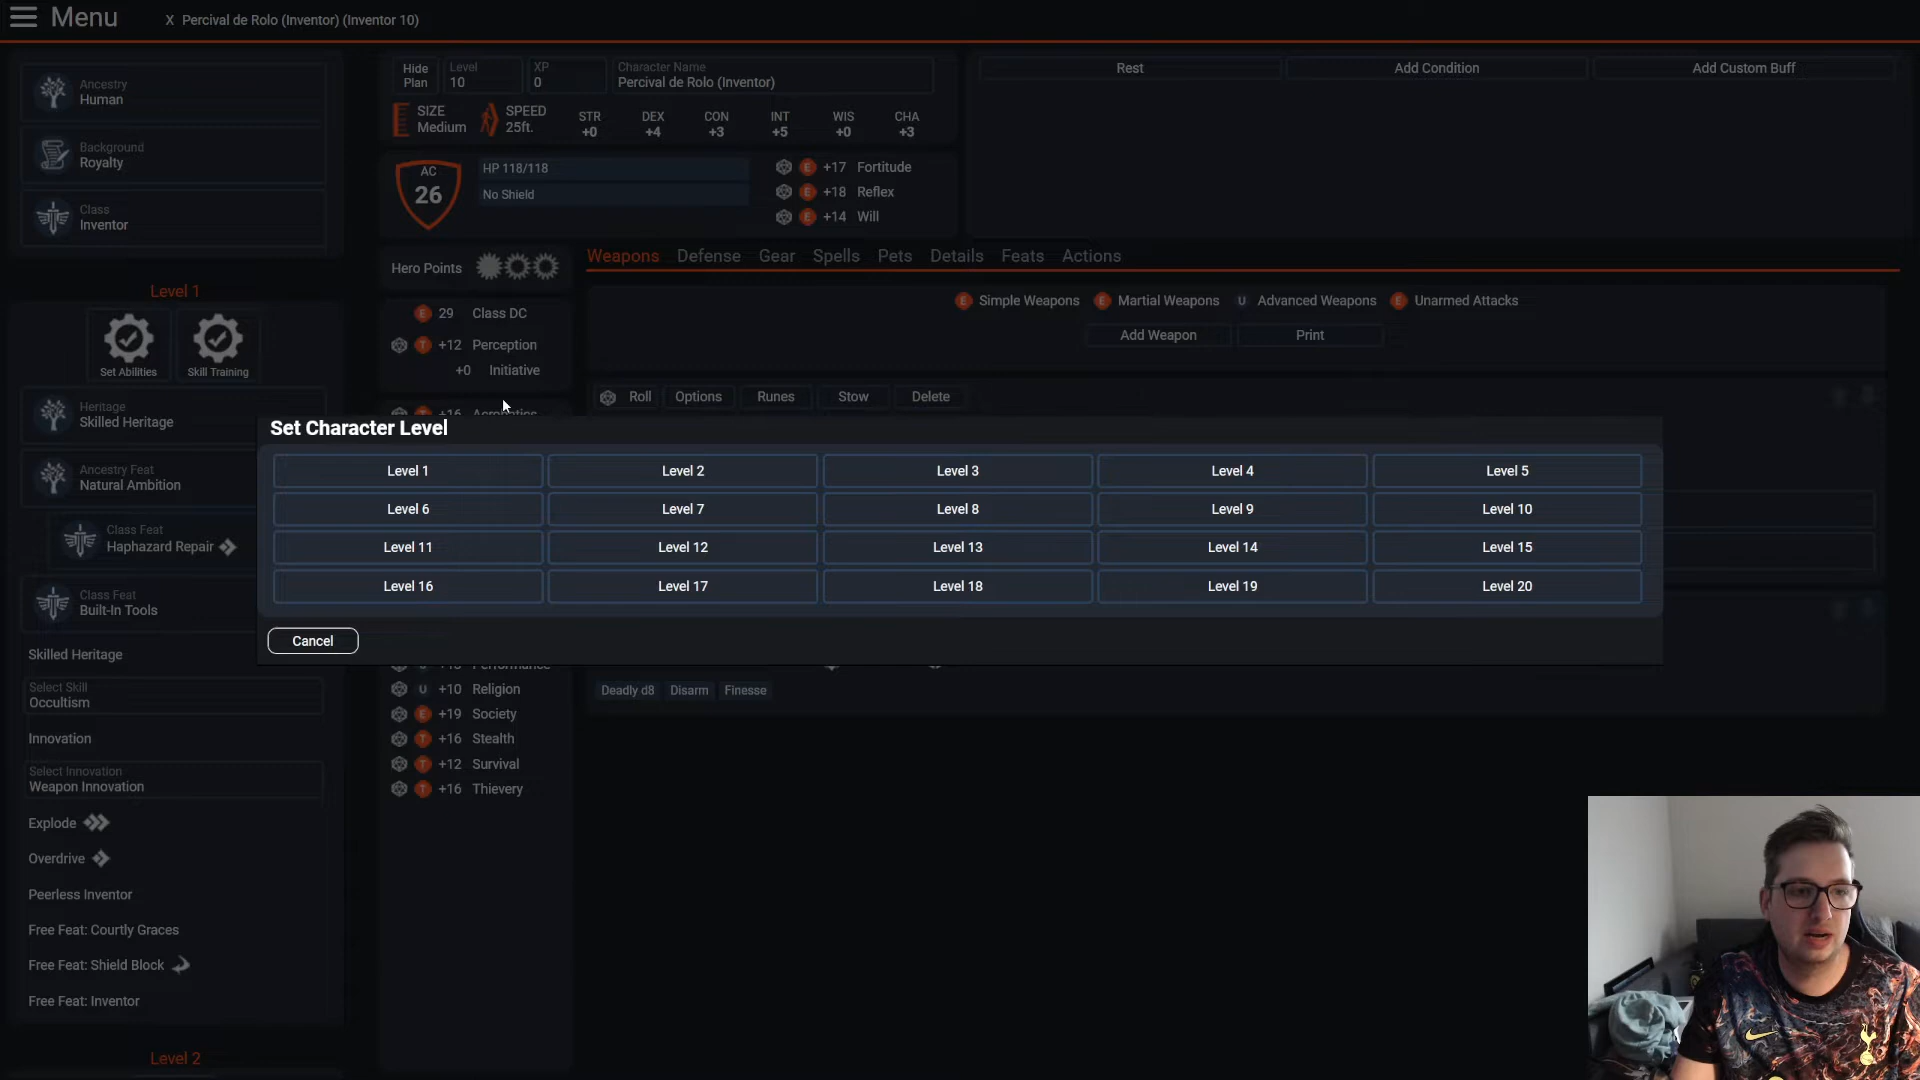 Menu
X Percival de Rolo (Inventor) (Inventor 10)
Ancestry
Human
Background
Royalty
Class
Inventor
Level 1
Set Abilities
Skill Training
Heritage
Skilled Heritage
Ancestry Feat
Natural Ambition
Class Feat
Haphazard Repair
Class Feat
Built-In Tools
Skilled Heritage
Select Skill
Occultism
Innovation
Select Innovation
Weapon Innovation
Explode
Overdrive
Peerless Inventor
Free Feat: Courtly Graces
Free Feat: Shield Block
Free Feat: Inventor
Level 2
Hide Plan
Level
10
XP
0
Character Name
Percival de Rolo (Inventor)
SIZE
Medium
SPEED
25ft.
STR
+0
DEX
+4
CON
+3
INT
+5
WIS
+0
CHA
+3
AC
26
HP 118/118
No Shield
E +17 Fortitude
E +18 Reflex
E +14 Will
Rest
Add Condition
Add Custom Buff
Hero Points
E 29 Class DC
T +12 Perception
+0 Initiative
T +16 Acrobatics
Weapons Defense Gear Spells Pets Details Feats Actions
E Simple Weapons E Martial Weapons U Advanced Weapons E Unarmed Attacks
Add Weapon
Print
Roll
Options
Runes
Stow
Delete
Set Character Level
Level 1 Level 2 Level 3 Level 4 Level 5
Level 6 Level 7 Level 8 Level 9 Level 10
Level 11 Level 12 Level 13 Level 14 Level 15
Level 16 Level 17 Level 18 Level 19 Level 20
Cancel
Performance
U +10 Religion
E +19 Society
T +16 Stealth
T +12 Survival
T +16 Thievery
Deadly d8 Disarm Finesse